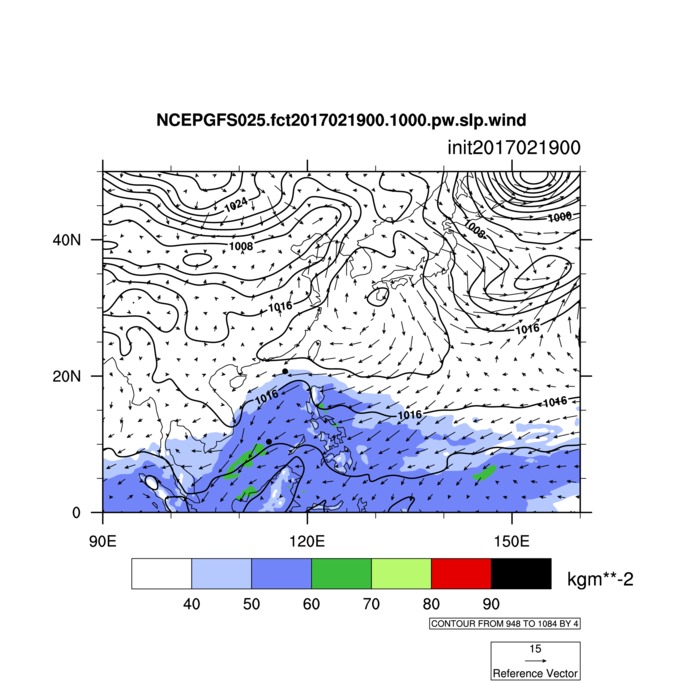 NCEPGFS025.fct2017021900.1000.pw.slp.wind
init2017021900
1024
1000
1008
40N
1008
1016
1016
20N
1016
1016
1016
0
90E 120E 150E
40 50 60 70 80 90
kgm**-2
CONTOUR FROM 948 TO 1084 BY 4
15
Reference Vector